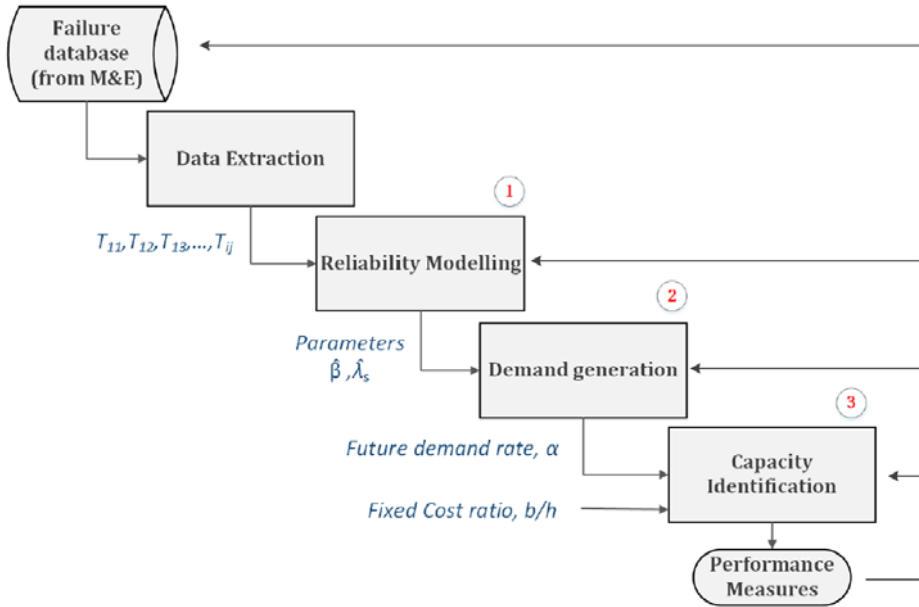 Failure
database
(from M&E)
Data Extraction
1
T11,T12,T13,...,Tij
Reliability Modelling
2
Parameters
β̂ ,λ̂s
Demand generation
3
Future demand rate, α
Capacity
Identification
Fixed Cost ratio, b/h
Performance
Measures